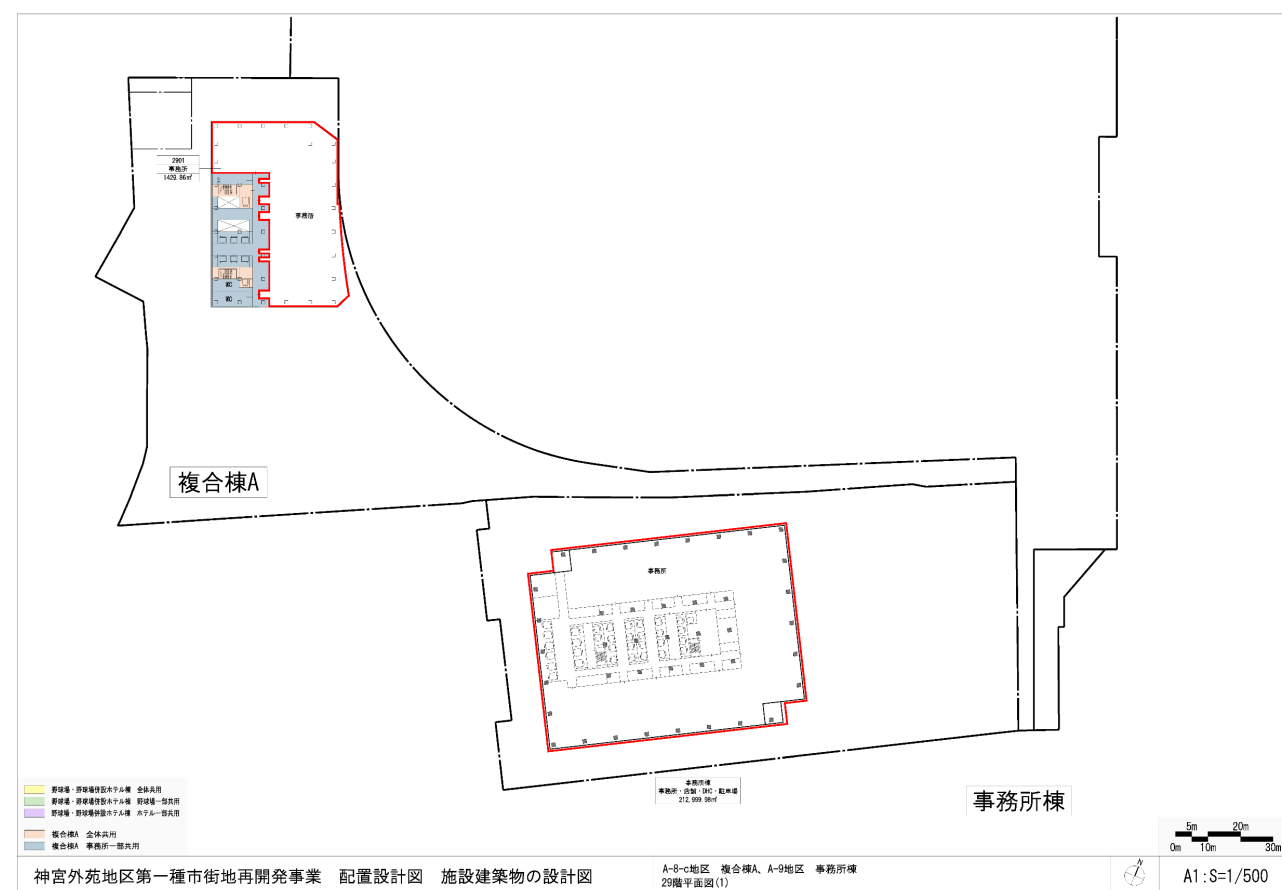 2901
事務所
1429.86㎡
事務所
WC
WC
複合棟A
事務所
事務所棟
事務所・店舗・DHC・駐車場
212,999.98㎡
事務所棟
野球場・野球場併設ホテル棟 全体共用
野球場・野球場併設ホテル棟 野球場一部共用
野球場・野球場併設ホテル棟 ホテル一部共用
複合棟A 全体共用
複合棟A 事務所一部共用
5m 20m
0m 10m 30m
神宮外苑地区第一種市街地再開発事業 配置設計図 施設建築物の設計図
A-8-c地区 複合棟A、A-9地区 事務所棟
29階平面図(1)
N
A1:S=1/500